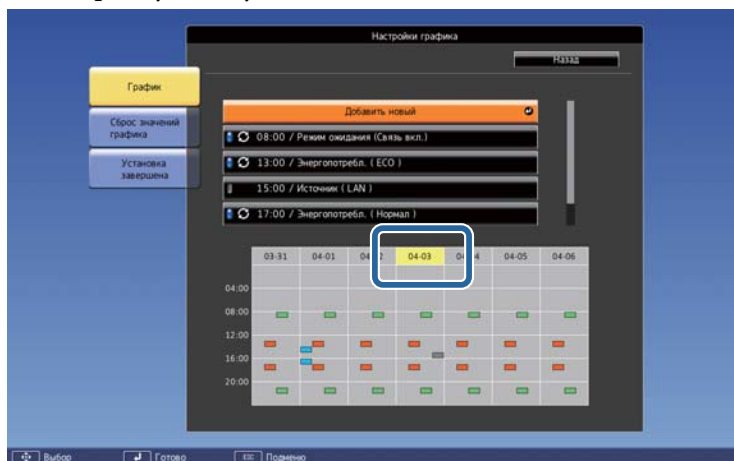 Настройки графика
Назад
График
Сброс значений
графика
Установка
завершена
Добавить новый
08:00 / Режим ожидания (Связь вкл.)
13:00 / Энергопотребл. ( ECO )
15:00 / Источник ( LAN )
17:00 / Энергопотребл. ( Нормал )
03-31 04-01 04-03 04-05 04-06
04:00
08:00
12:00
16:00
20:00
Выбор Готово Esc Подменю